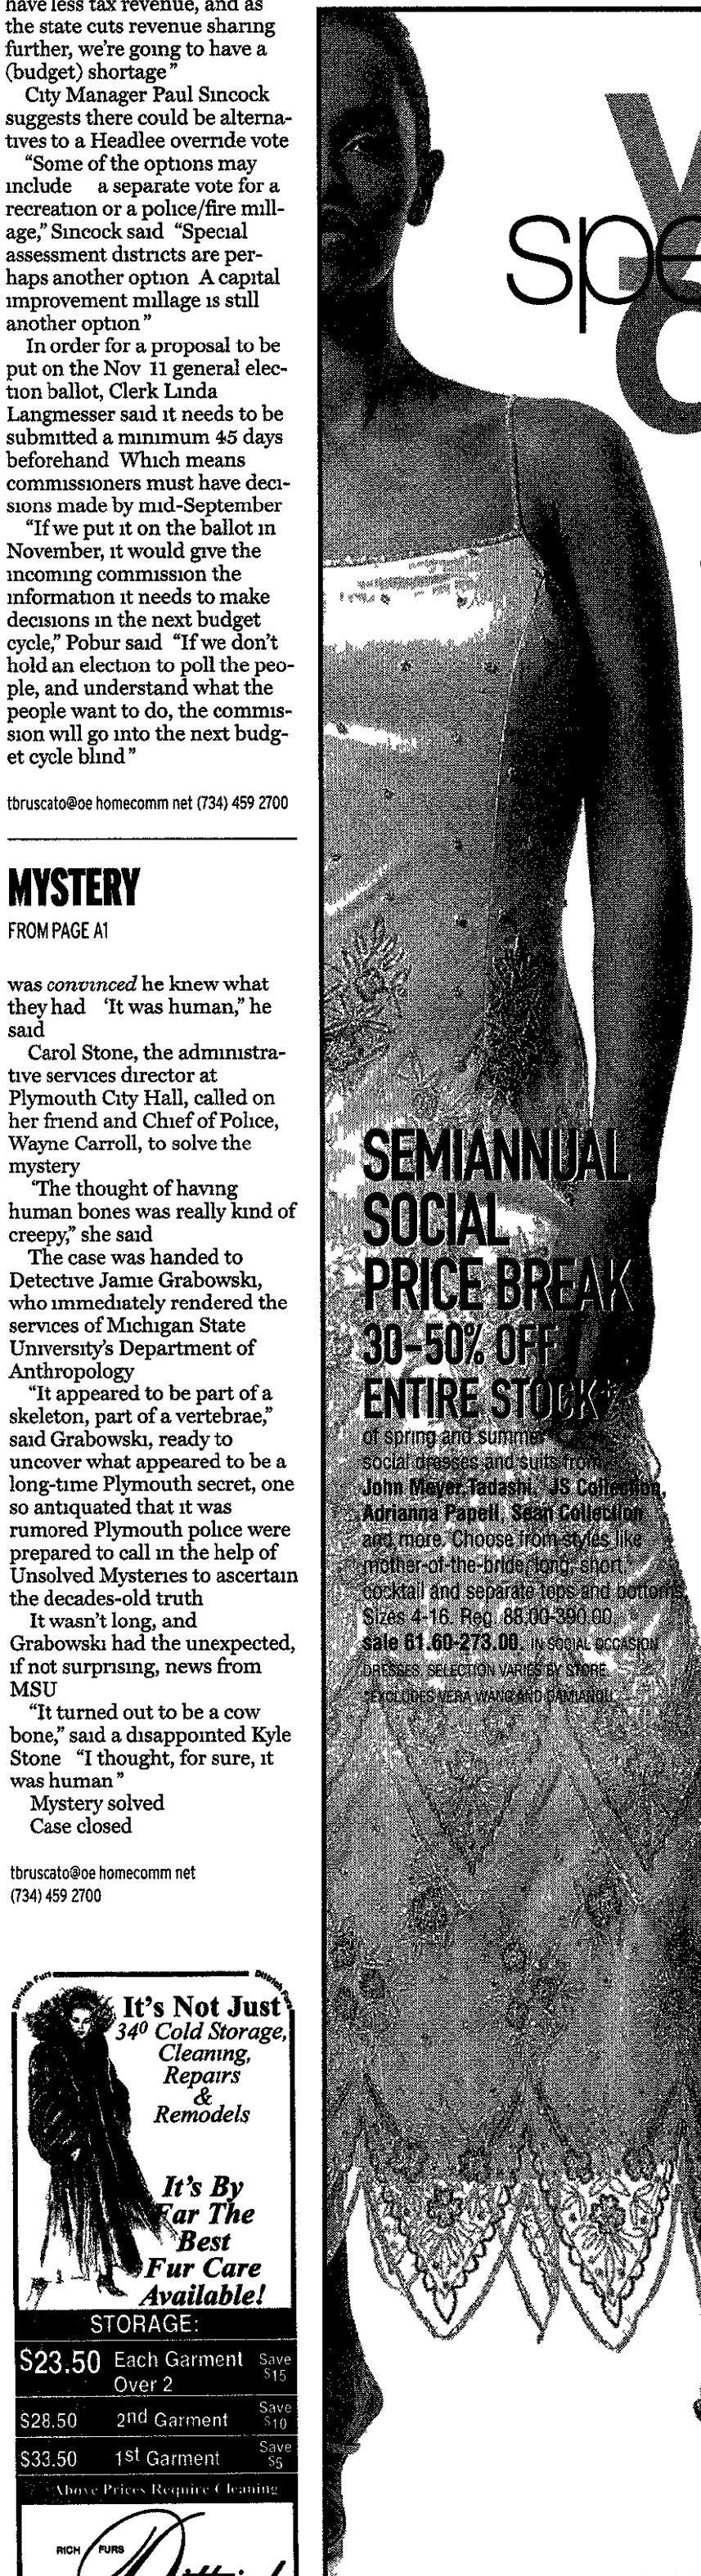 have less tax revenue, and as
the state cuts revenue sharing
further, we're going to have a
(budget) shortage"
City Manager Paul Sincock
suggests there could be alterna-
tives to a Headlee override vote
"Some of the options may
include a separate vote for a
recreation or a police/fire mill-
age," Sincock said "Special
assessment districts are per-
haps another option A capital
improvement millage is still
another option"
In order for a proposal to be
put on the Nov 11 general elec-
tion ballot, Clerk Linda
Langmesser said it needs to be
submitted a minimum 45 days
beforehand Which means
commissioners must have deci-
sions made by mid-September
"If we put it on the ballot in
November, it would give the
incoming commission the
information it needs to make
decisions in the next budget
cycle," Pobur said "If we don't
hold an election to poll the peo-
ple, and understand what the
people want to do, the commis-
sion will go into the next budg-
et cycle blind"
tbruscato@oe homecomm net (734) 459 2700
MYSTERY
FROM PAGE A1
was convinced he knew what
they had 'It was human," he
said
Carol Stone, the administra-
tive services director at
Plymouth City Hall, called on
her friend and Chief of Police,
Wayne Carroll, to solve the
mystery
'The thought of having
human bones was really kind of
creepy," she said
The case was handed to
Detective Jamie Grabowski,
who immediately rendered the
services of Michigan State
University's Department of
Anthropology
"It appeared to be part of a
skeleton, part of a vertebrae,"
said Grabowski, ready to
uncover what appeared to be a
long-time Plymouth secret, one
so antiquated that it was
rumored Plymouth police were
prepared to call in the help of
Unsolved Mysteries to ascertain
the decades-old truth
It wasn't long, and
Grabowski had the unexpected,
if not surprising, news from
MSU
"It turned out to be a cow
bone," said a disappointed Kyle
Stone "I thought, for sure, it
was human"
Mystery solved
Case closed
tbruscato@oe homecomm net
(734) 459 2700
Dittrich Furs Dittrich Furs
It's Not Just
34⁰ Cold Storage,
Cleaning,
Repairs
&
Remodels
It's By
Far The
Best
Fur Care
Available!
STORAGE:
$23.50 Each Garment Over 2 Save $15
$28.50 2nd Garment Save $10
$33.50 1st Garment Save $5
Above Prices Require Cleaning
RICH FURS
spe
SEMIANNUAL
SOCIAL
PRICE BREAK
30-50% OFF
ENTIRE STOCK*
of spring and summer
social dresses and suits from
John Meyer, Tadashi, JS Collection,
Adrianna Papell, Sean Collection
and more. Choose from styles like
mother-of-the-bride, long, short,
cocktail and separate tops and bottoms.
Sizes 4-16. Reg. 88.00-390.00,
sale 61.60-273.00. IN SOCIAL OCCASION
DRESSES. SELECTION VARIES BY STORE.
*EXCLUDES VERA WANG AND DAMIANOU.